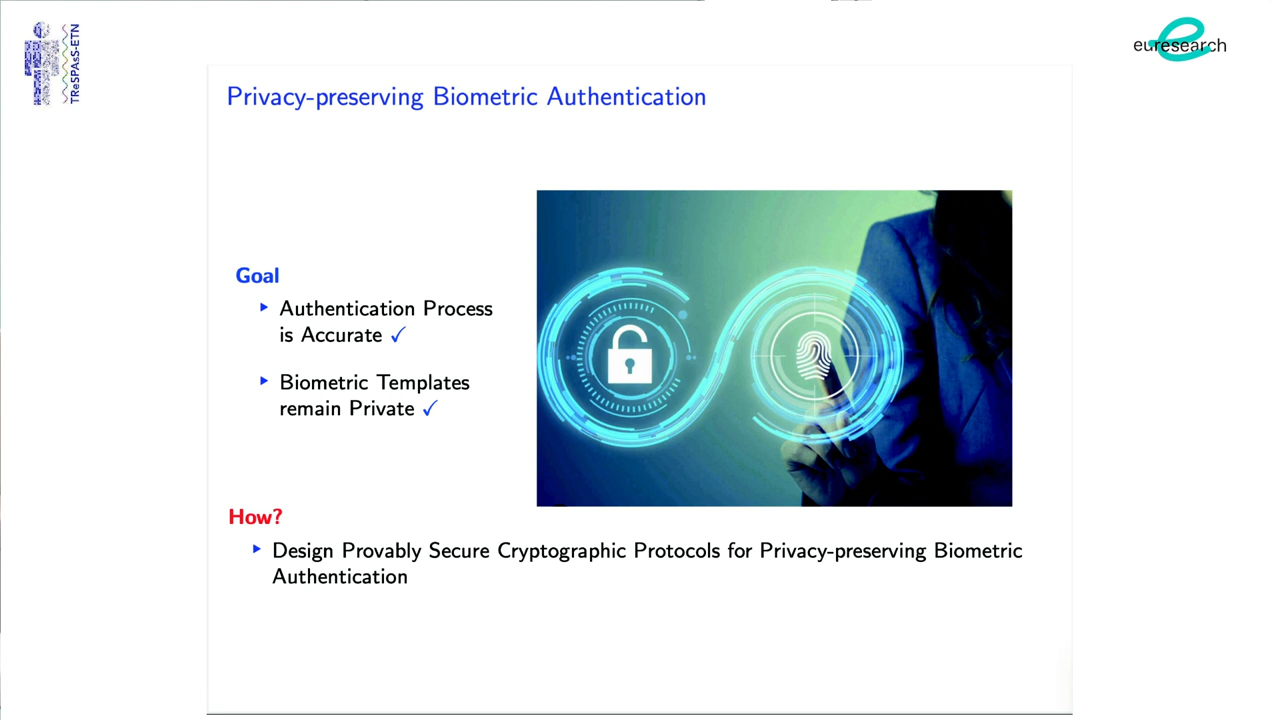 TReSPAsS-ETN
euresearch
Privacy-preserving Biometric Authentication
Goal
Authentication Process
is Accurate ✓
Biometric Templates
remain Private ✓
How?
Design Provably Secure Cryptographic Protocols for Privacy-preserving Biometric
Authentication